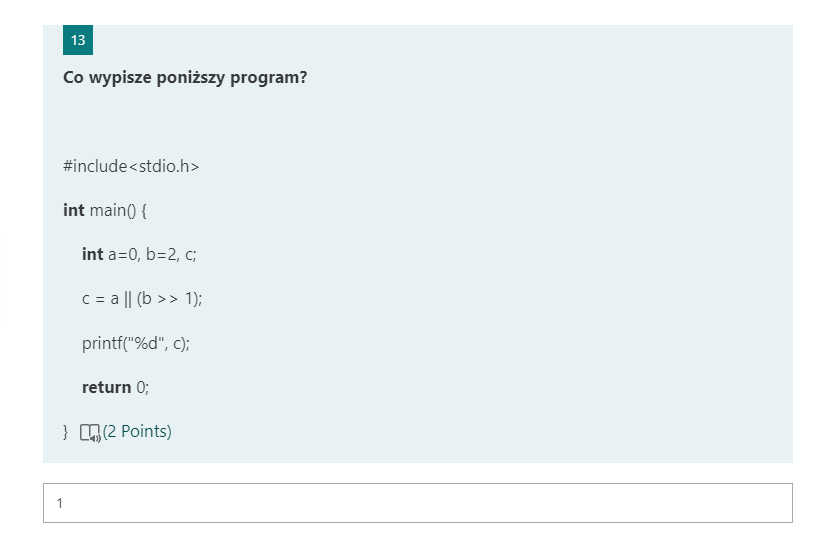 13
Co wypisze poniższy program?
#include<stdio.h>
int main() {
int a=0, b=2, c;
c = a || (b >> 1);
printf("%d", c);
return 0;
} (2 Points)
1